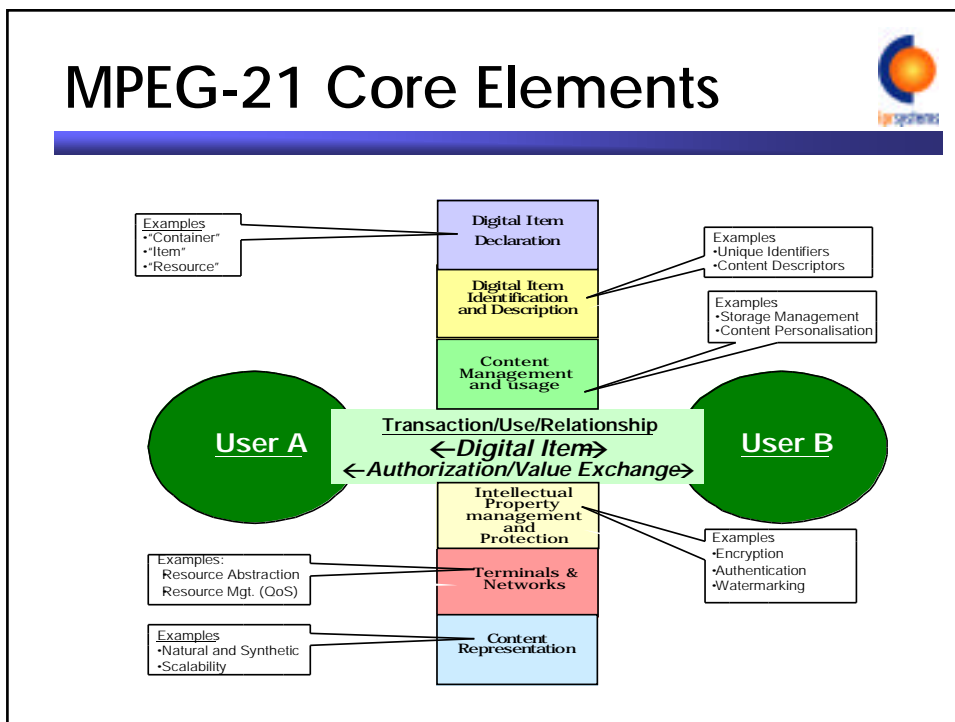 MPEG-21 Core Elements
iprsystems
Digital Item
Declaration
Examples
•“Container”
•“Item”
•“Resource”
Digital Item
Identification
and Description
Examples
•Unique Identifiers
•Content Descriptors
Content
Management
and usage
Examples
•Storage Management
•Content Personalisation
User A
Transaction/Use/Relationship
←Digital Item→
←Authorization/Value Exchange→
User B
Intellectual
Property
management
and
Protection
Examples
•Encryption
•Authentication
•Watermarking
Examples:
•Resource Abstraction
•Resource Mgt. (QoS)
Terminals &
Networks
Examples
•Natural and Synthetic
•Scalability
Content
Representation